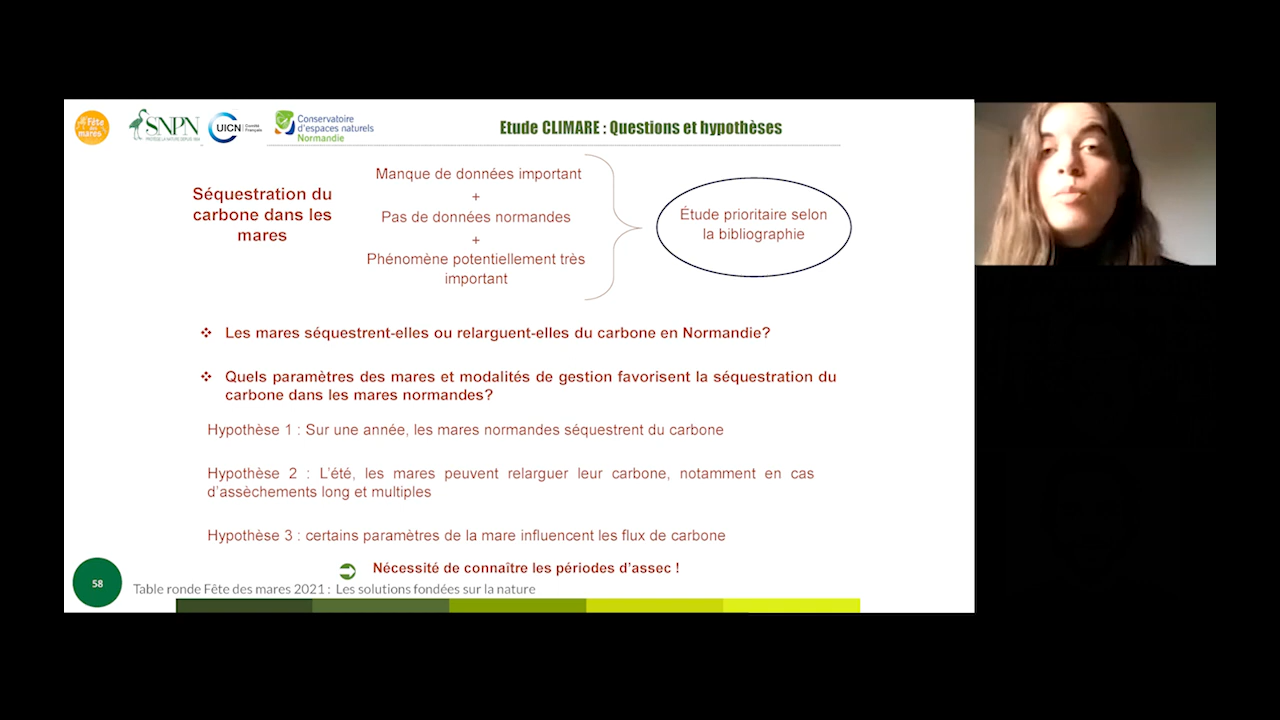 Fête
des
mares
SNPN
UICN
Comité
Français
Conservatoire
d'espaces naturels
Normandie
Etude CLIMARE : Questions et hypothèses
Séquestration du
carbone dans les
mares
Manque de données important
+
Pas de données normandes
+
Phénomène potentiellement très
important
Étude prioritaire selon
la bibliographie
❖ Les mares séquestrent-elles ou relarguent-elles du carbone en Normandie?
❖ Quels paramètres des mares et modalités de gestion favorisent la séquestration du
carbone dans les mares normandes?
Hypothèse 1 : Sur une année, les mares normandes séquestrent du carbone
Hypothèse 2 : L'été, les mares peuvent relarguer leur carbone, notamment en cas
d'assèchements long et multiples
Hypothèse 3 : certains paramètres de la mare influencent les flux de carbone
Nécessité de connaître les périodes d'assec !
58
Table ronde Fête des mares 2021 : Les solutions fondées sur la nature